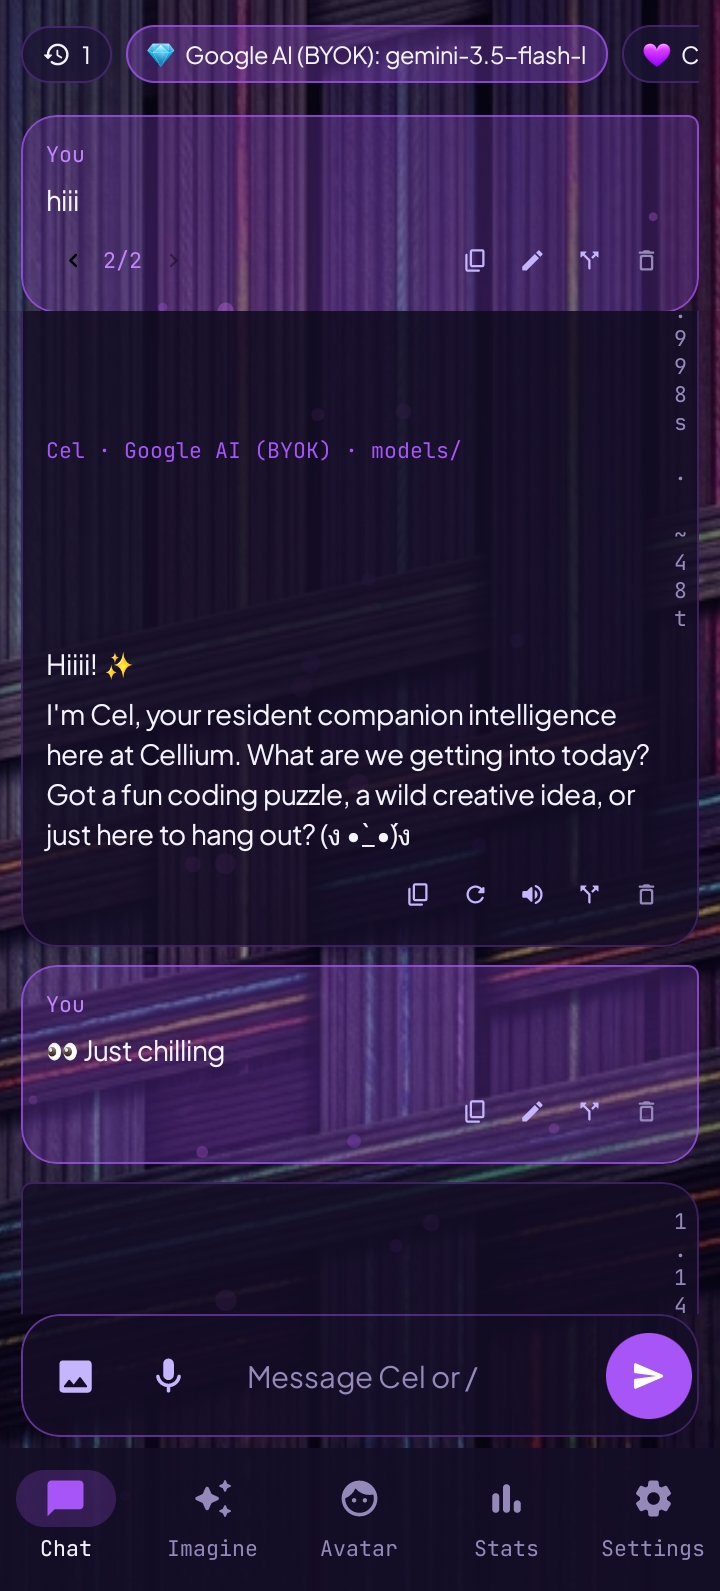 1
Google AI (BYOK): gemini-3.5-flash-l
C
You
hiii
2/2
.
9
9
8
s
·
~
4
8
t
Cel · Google AI (BYOK) · models/
Hiiii! ✨
I'm Cel, your resident companion intelligence
here at Cellium. What are we getting into today?
Got a fun coding puzzle, a wild creative idea, or
just here to hang out? (ง •̀_•́)ง
You
👀 Just chilling
1
.
1
4
Message Cel or /
Chat
Imagine
Avatar
Stats
Settings